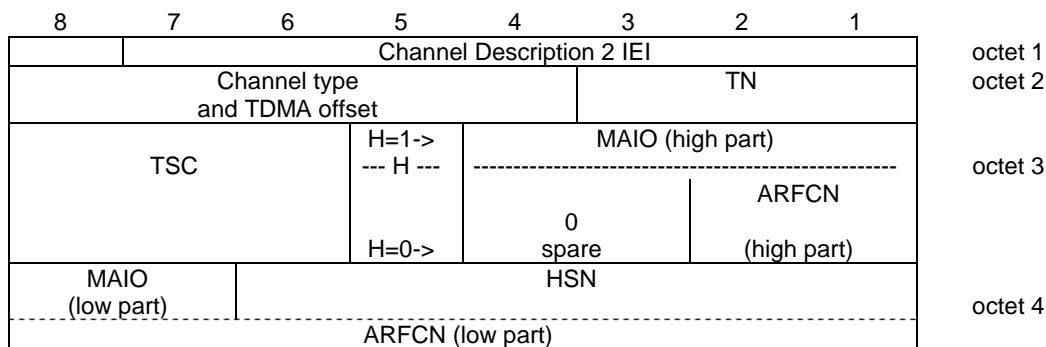 8 7 6 5 4 3 2 1
Channel Description 2 IEI octet 1
Channel type TN octet 2
and TDMA offset
H=1-> MAIO (high part)
TSC --- H --- ---------------------------------------------------- octet 3
ARFCN
0
H=0-> spare (high part)
MAIO HSN
(low part) octet 4
ARFCN (low part)